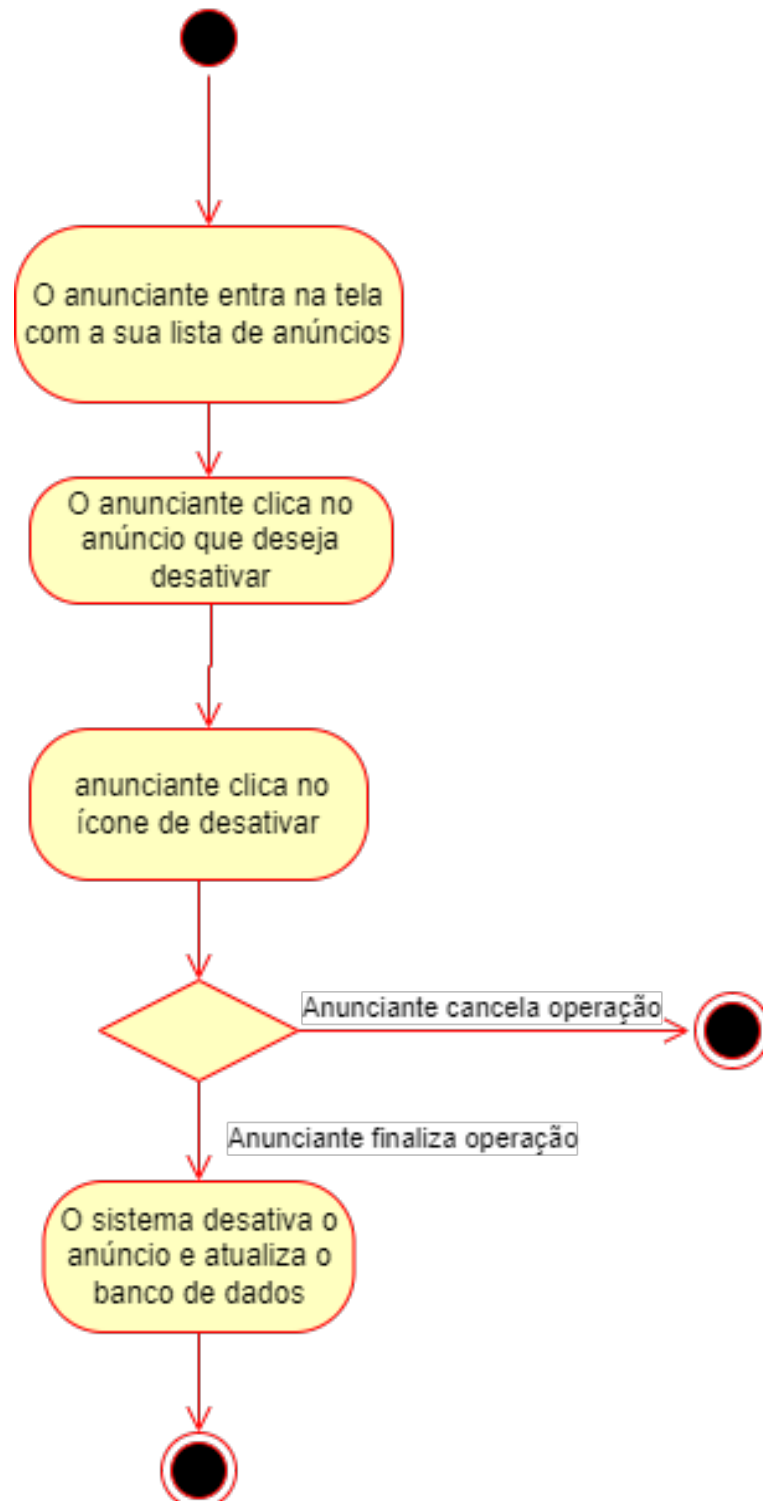 O anunciante entra na tela
com a sua lista de anúncios
O anunciante clica no
anúncio que deseja
desativar
anunciante clica no
ícone de desativar
Anunciante cancela operação
Anunciante finaliza operação
O sistema desativa o
anúncio e atualiza o
banco de dados